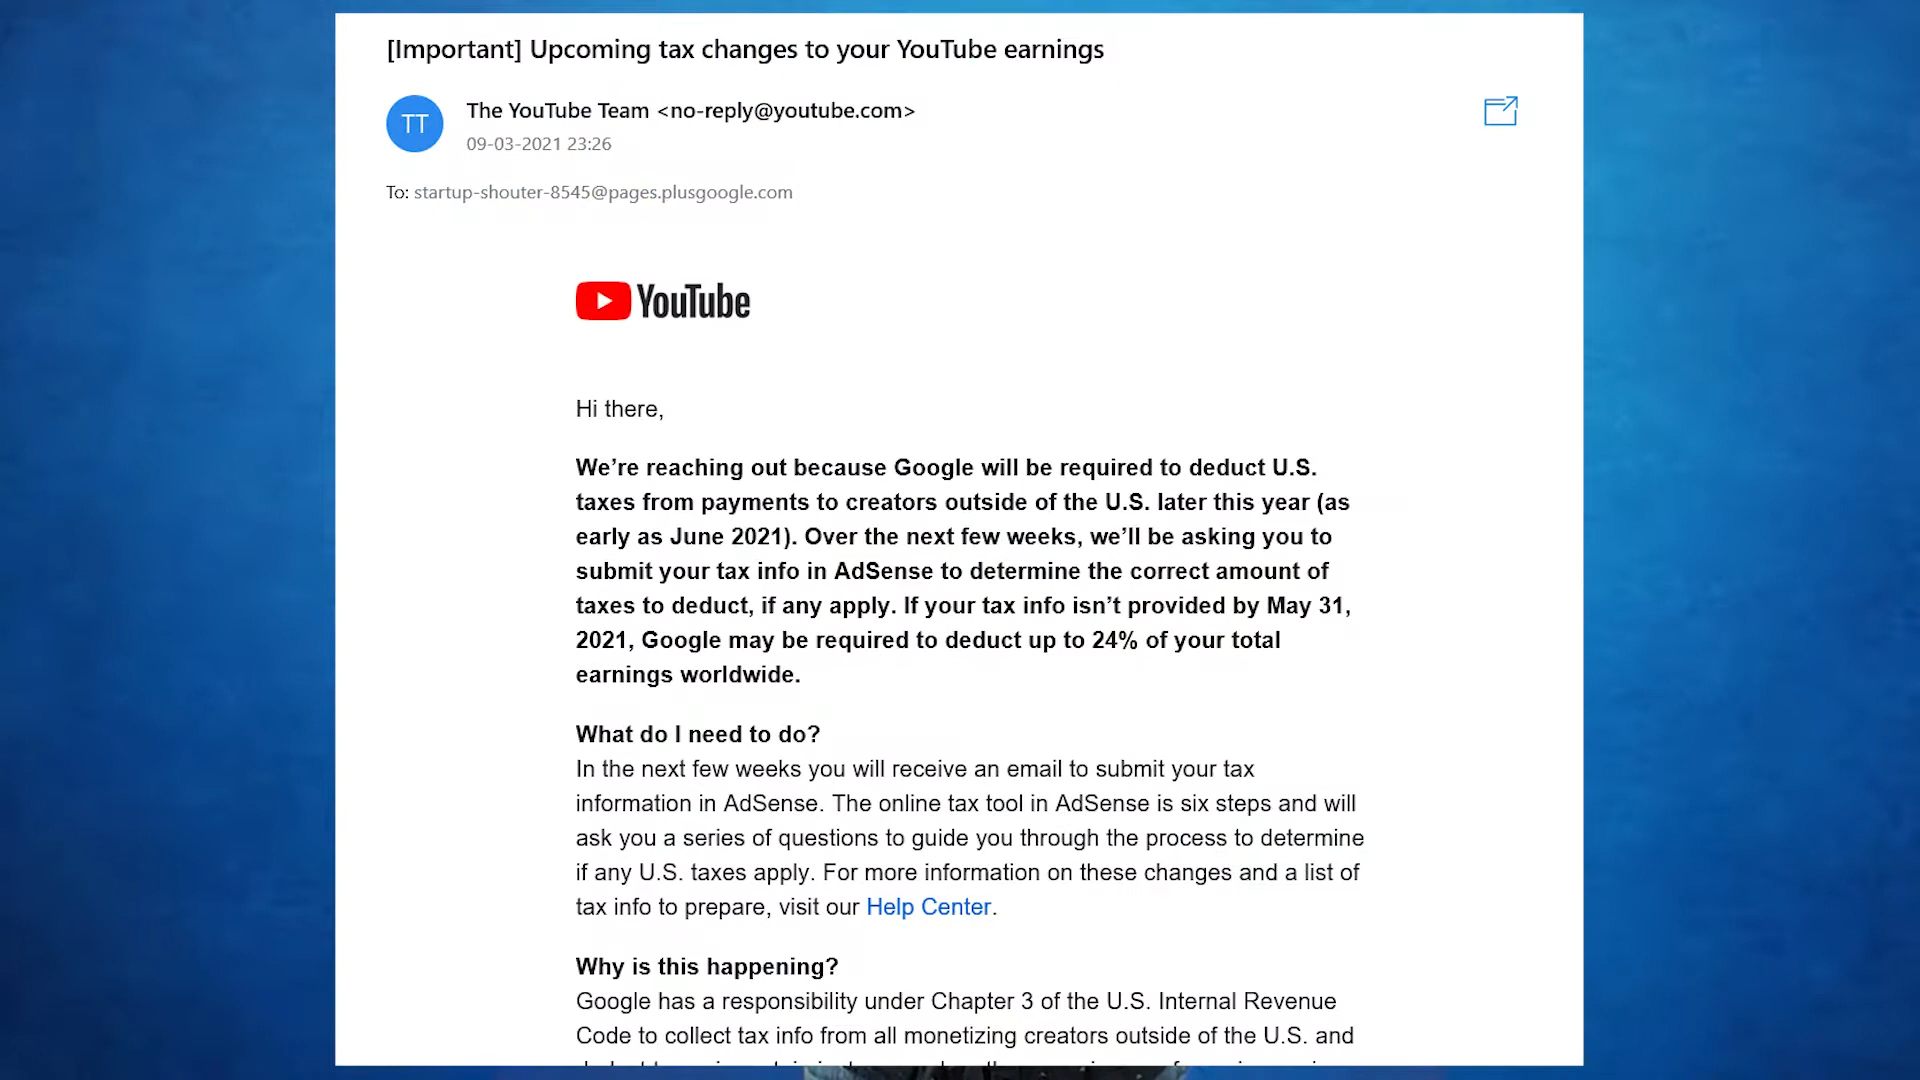 [Important] Upcoming tax changes to your YouTube earnings
TT
The YouTube Team <no-reply@youtube.com>
09-03-2021 23:26
To: startup-shouter-8545@pages.plusgoogle.com
YouTube
Hi there,
We’re reaching out because Google will be required to deduct U.S.
taxes from payments to creators outside of the U.S. later this year (as
early as June 2021). Over the next few weeks, we’ll be asking you to
submit your tax info in AdSense to determine the correct amount of
taxes to deduct, if any apply. If your tax info isn’t provided by May 31,
2021, Google may be required to deduct up to 24% of your total
earnings worldwide.
What do I need to do?
In the next few weeks you will receive an email to submit your tax
information in AdSense. The online tax tool in AdSense is six steps and will
ask you a series of questions to guide you through the process to determine
if any U.S. taxes apply. For more information on these changes and a list of
tax info to prepare, visit our Help Center.
Why is this happening?
Google has a responsibility under Chapter 3 of the U.S. Internal Revenue
Code to collect tax info from all monetizing creators outside of the U.S. and